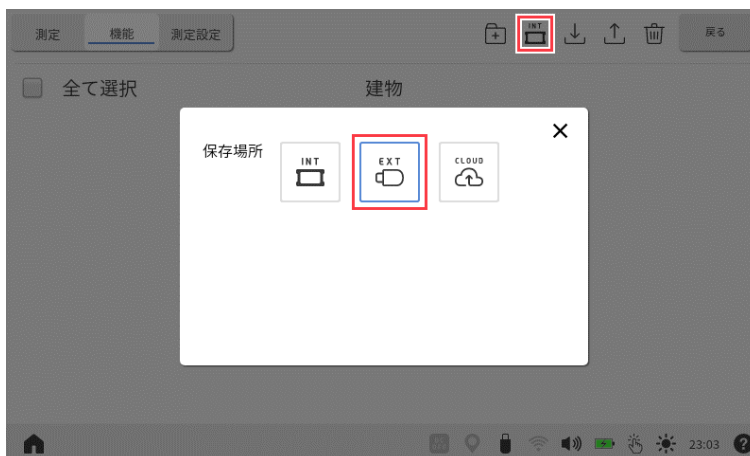 測定 機能 測定設定 INT 戻る
全て選択 建物
保存場所 INT EXT CLOUD
23:03 ?